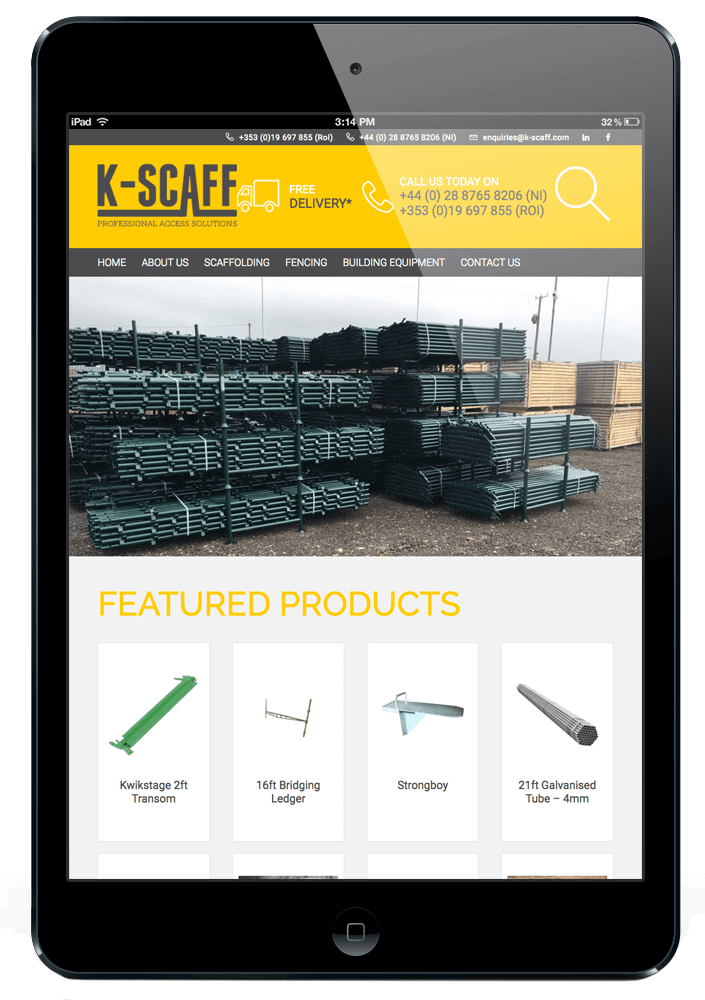 iPad 3:14 PM 32%
+353 (0)19 697 855 (RoI) +44 (0) 28 8765 8206 (NI) enquiries@k-scaff.com in f
K-SCAFF
PROFESSIONAL ACCESS SOLUTIONS
FREE
DELIVERY*
CALL US TODAY ON
+44 (0) 28 8765 8206 (NI)
+353 (0)19 697 855 (ROI)
HOME ABOUT US SCAFFOLDING FENCING BUILDING EQUIPMENT CONTACT US
FEATURED PRODUCTS
Kwikstage 2ft
Transom
16ft Bridging
Ledger
Strongboy
21ft Galvanised
Tube – 4mm